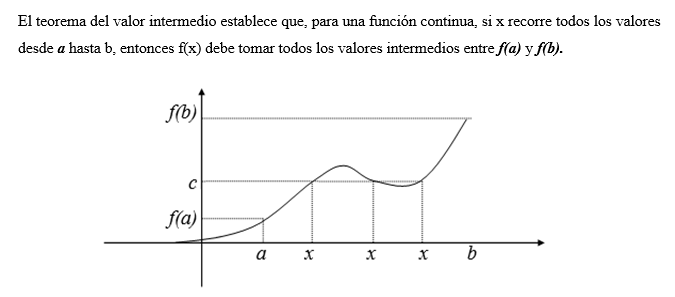 El teorema del valor intermedio establece que, para una función continua, si x recorre todos los valores
desde a hasta b, entonces f(x) debe tomar todos los valores intermedios entre f(a) y f(b).
f(b)
c
f(a)
a x x x b